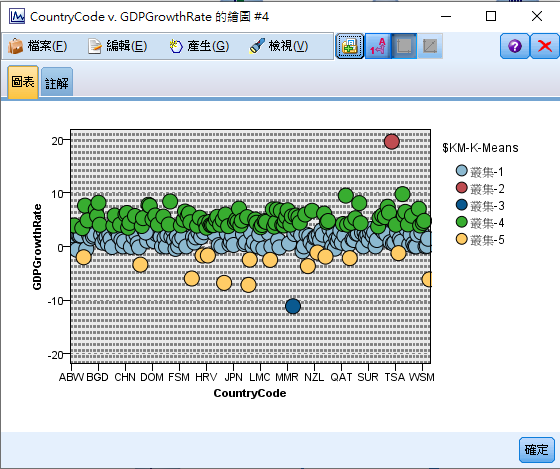 CountryCode v. GDPGrowthRate 的繪圖 #4
檔案(F) 編輯(E) 產生(G) 檢視(V)
圖表 註解
$KM-K-Means
叢集-1
叢集-2
叢集-3
叢集-4
叢集-5
GDPGrowthRate
20
10
0
-10
-20
ABW BGD CHN DOM FSM HRV JPN LMC MMR NZL QAT SUR TSA WSM
CountryCode
確定